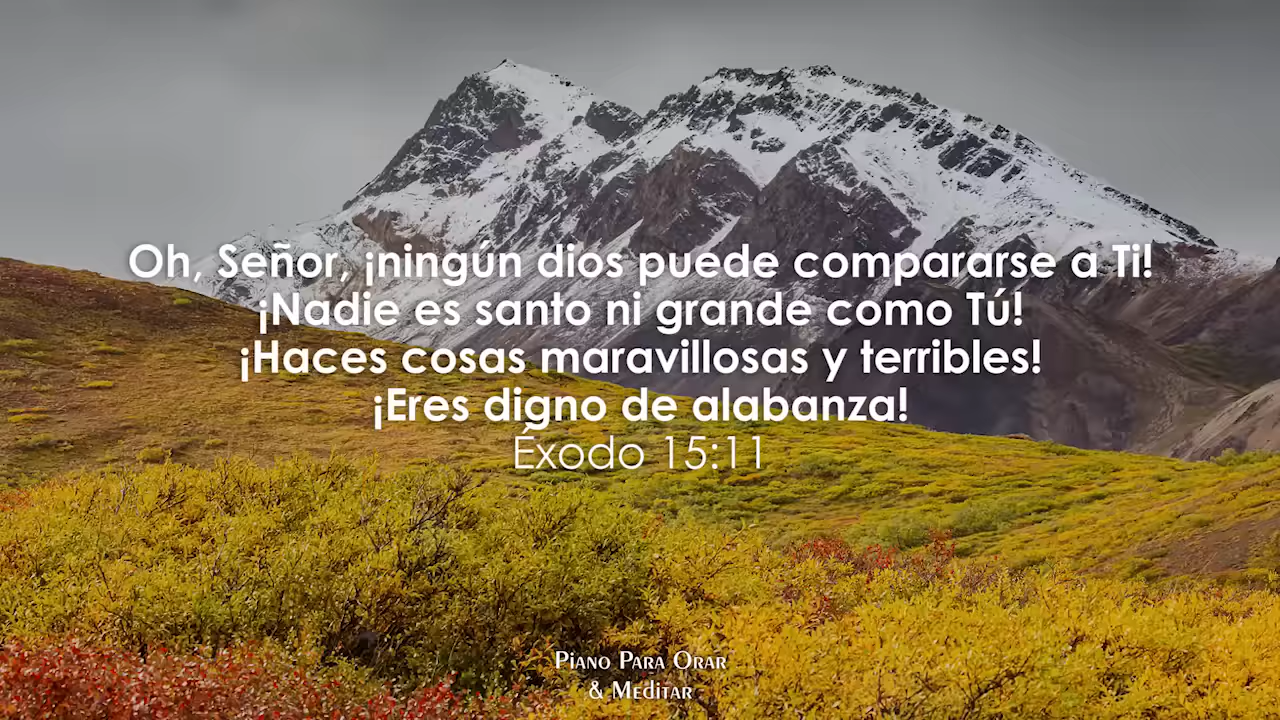 Oh, Señor, ¡ningún dios puede compararse a Ti!
¡Nadie es santo ni grande como Tú!
¡Haces cosas maravillosas y terribles!
¡Eres digno de alabanza!
Éxodo 15:11
Piano Para Orar
& Meditar